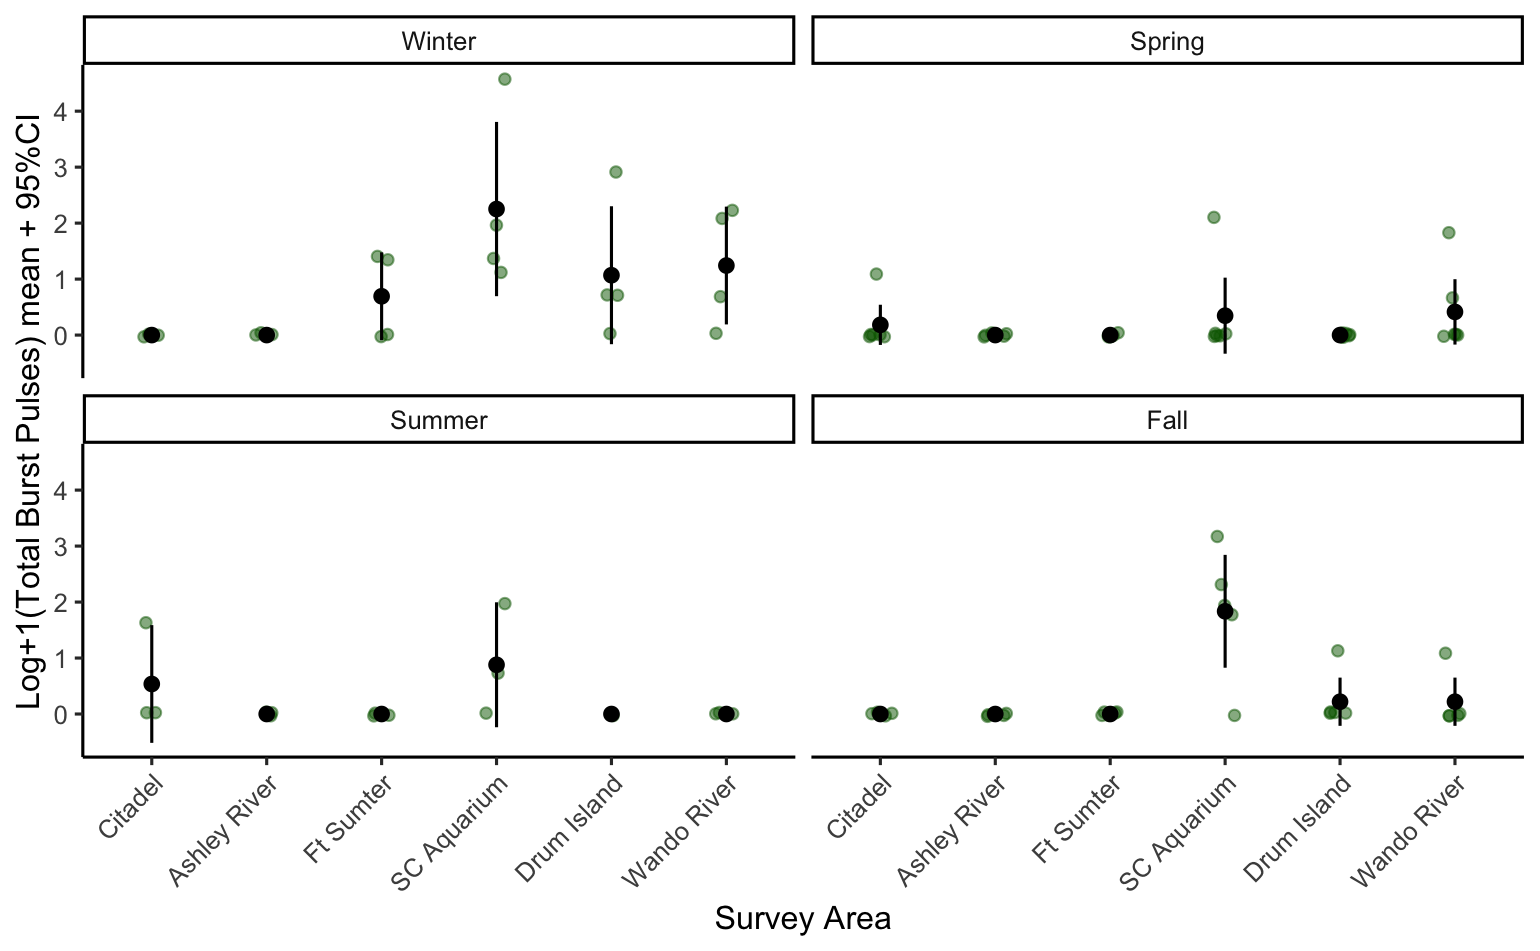 Winter
Spring
4
3
2
1
0
Summer
Fall
4
3
2
1
0
Log+1(Total Burst Pulses) mean + 95%CI
Citadel
Ashley River
Ft Sumter
SC Aquarium
Drum Island
Wando River
Citadel
Ashley River
Ft Sumter
SC Aquarium
Drum Island
Wando River
Survey Area